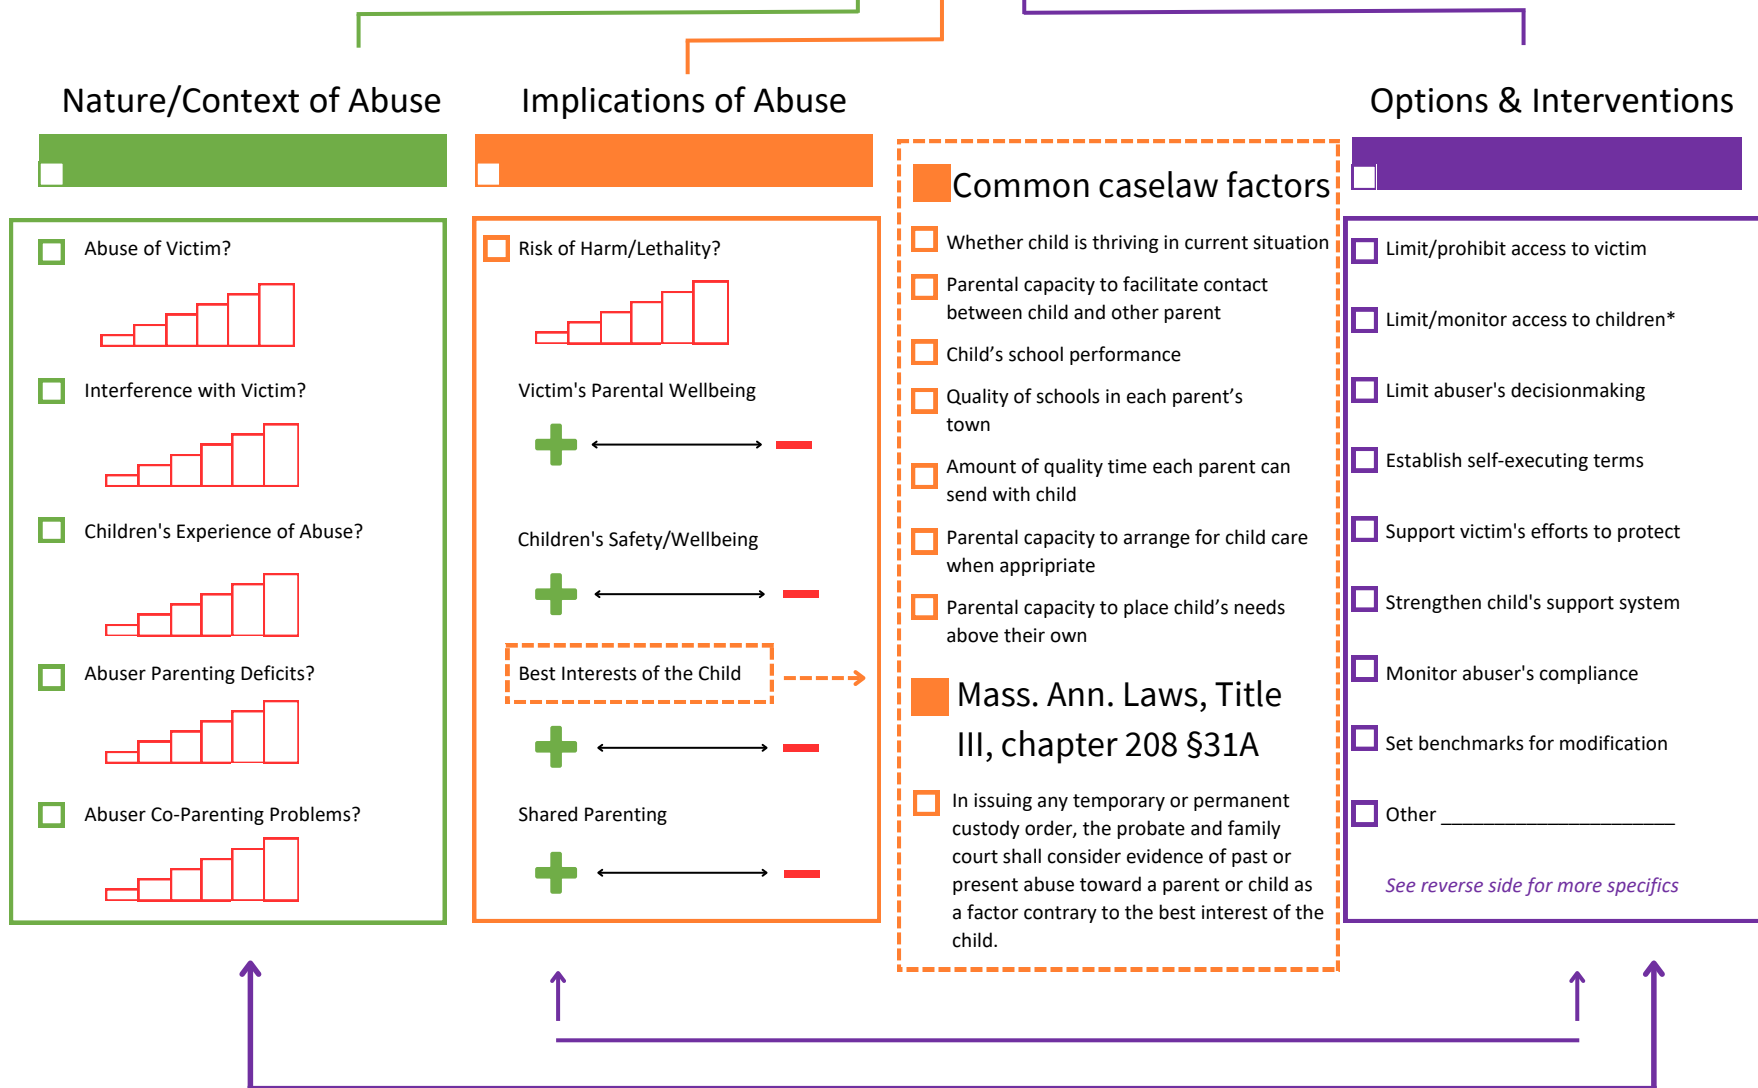 Nature/Context of Abuse
Abuse of Victim?
Interference with Victim?
Children's Experience of Abuse?
Abuser Parenting Deficits?
Abuser Co-Parenting Problems?
Implications of Abuse
Risk of Harm/Lethality?
Victim's Parental Wellbeing
Children's Safety/Wellbeing
Best Interests of the Child
Shared Parenting
Common caselaw factors
Whether child is thriving in current situation
Parental capacity to facilitate contact
between child and other parent
Child's school performance
Quality of schools in each parent's
town
Amount of quality time each parent can
send with child
Parental capacity to arrange for child care
when appripriate
Parental capacity to place child's needs
above their own
Mass. Ann. Laws, Title
III, chapter 208 §31A
In issuing any temporary or permanent
custody order, the probate and family
court shall consider evidence of past or
present abuse toward a parent or child as
a factor contrary to the best interest of the
child.
Options & Interventions
Limit/prohibit access to victim
Limit/monitor access to children*
Limit abuser's decisionmaking
Establish self-executing terms
Support victim's efforts to protect
Strengthen child's support system
Monitor abuser's compliance
Set benchmarks for modification
Other ______________________
See reverse side for more specifics